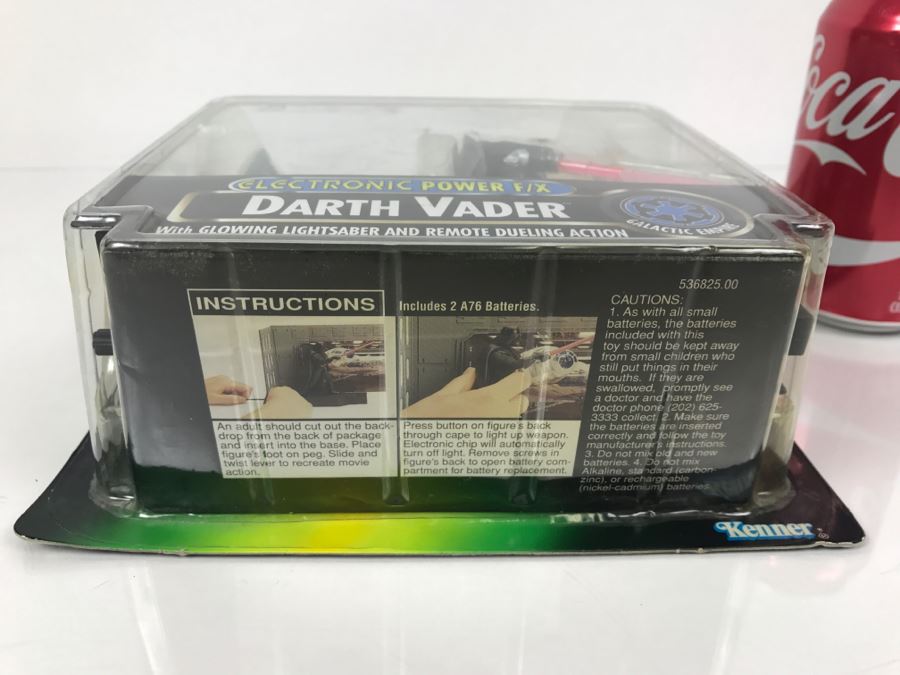 ELECTRONIC POWER F/X
DARTH VADER
With GLOWING LIGHTSABER AND REMOTE DUELING ACTION
GALACTIC EMPIRE
536825.00
INSTRUCTIONS
Includes 2 A76 Batteries.
An adult should cut out the back-
drop from the back of package
and insert into the base. Place
figure's foot on peg. Slide and
twist lever to recreate movie
action.
Press button on figure's back
through cape to light up weapon.
Electronic chip will automatically
turn off light. Remove screws in
figure's back to open battery com-
partment for battery replacement.
CAUTIONS:
1. As with all small
batteries, the batteries
included with this
toy should be kept away
from small children who
still put things in their
mouths. If they are
swallowed, promptly see
a doctor and have the
doctor phone (202) 625-
3333 collect. 2. Make sure
the batteries are inserted
correctly and follow the toy
manufacturer's instructions.
3. Do not mix old and new
batteries. 4. Do not mix
Alkaline, standard (carbon-
zinc), or rechargeable
(nickel-cadmium) batteries.
Kenner
Coca